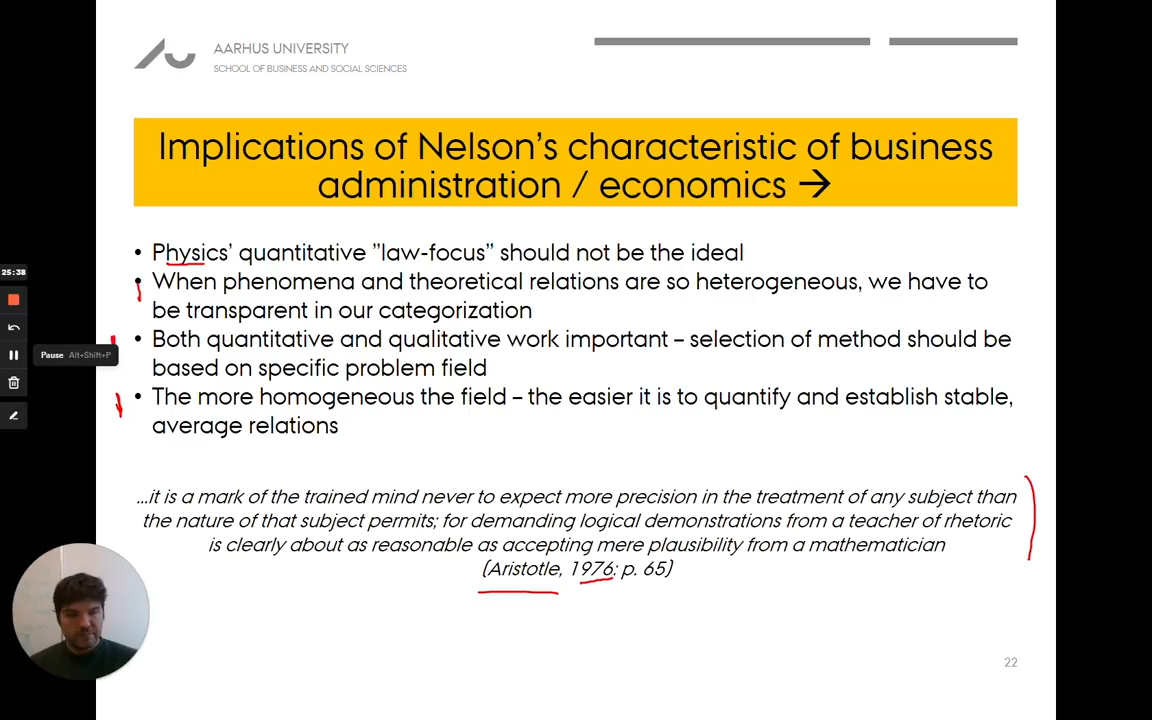 AARHUS UNIVERSITY
SCHOOL OF BUSINESS AND SOCIAL SCIENCES
Implications of Nelson's characteristic of business
administration / economics →
• Physics' quantitative ”law-focus” should not be the ideal
• When phenomena and theoretical relations are so heterogeneous, we have to
be transparent in our categorization
• Both quantitative and qualitative work important – selection of method should be
based on specific problem field
• The more homogeneous the field – the easier it is to quantify and establish stable,
average relations
...it is a mark of the trained mind never to expect more precision in the treatment of any subject than
the nature of that subject permits; for demanding logical demonstrations from a teacher of rhetoric
is clearly about as reasonable as accepting mere plausibility from a mathematician
(Aristotle, 1976: p. 65)
22
25:38
Pause Alt+Shift+P